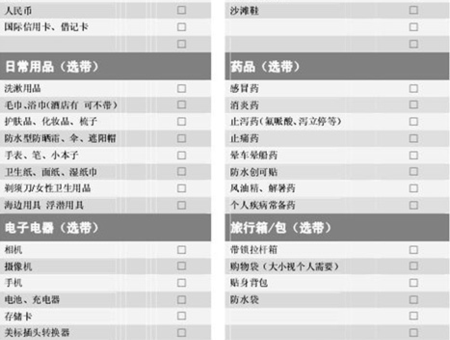 人民币 □
国际信用卡、借记卡 □
□
日常用品（选带）
洗漱用品 □
毛巾、浴巾(酒店有 可不带) □
护肤品、化妆品、梳子 □
防水型防晒霜、伞、遮阳帽 □
手表、笔、小本子 □
卫生纸、面纸、湿纸巾 □
剃须刀/女性卫生用品 □
海边用具 浮潜用具 □
电子电器（选带）
相机 □
摄像机 □
手机 □
电池、充电器 □
存储卡 □
美标插头转换器 □
沙滩鞋 □
□
药品（选带）
感冒药 □
消炎药 □
止泻药(氟哌酸、泻立停等) □
止痛药 □
晕车晕船药 □
防水创可贴 □
风油精、解暑药 □
个人疾病常备药 □
旅行箱/包（选带）
带锁拉杆箱 □
购物袋（大小视个人需要） □
贴身背包 □
防水袋 □